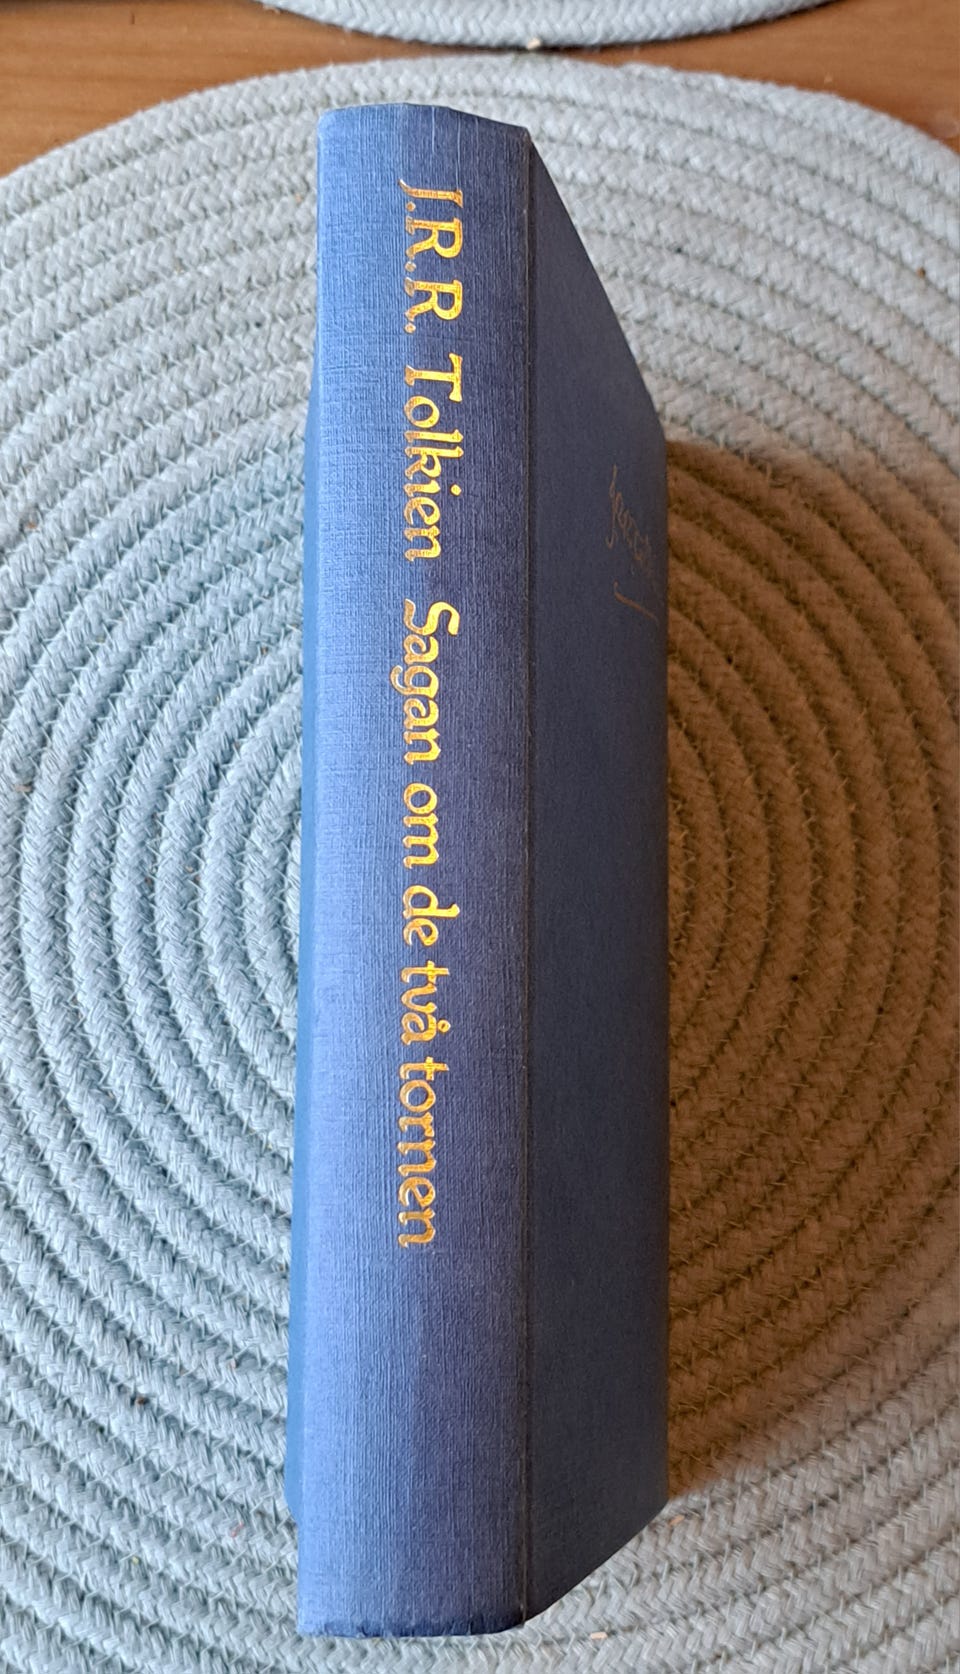 J.R.R. Tolkien Sagan om de två tornen